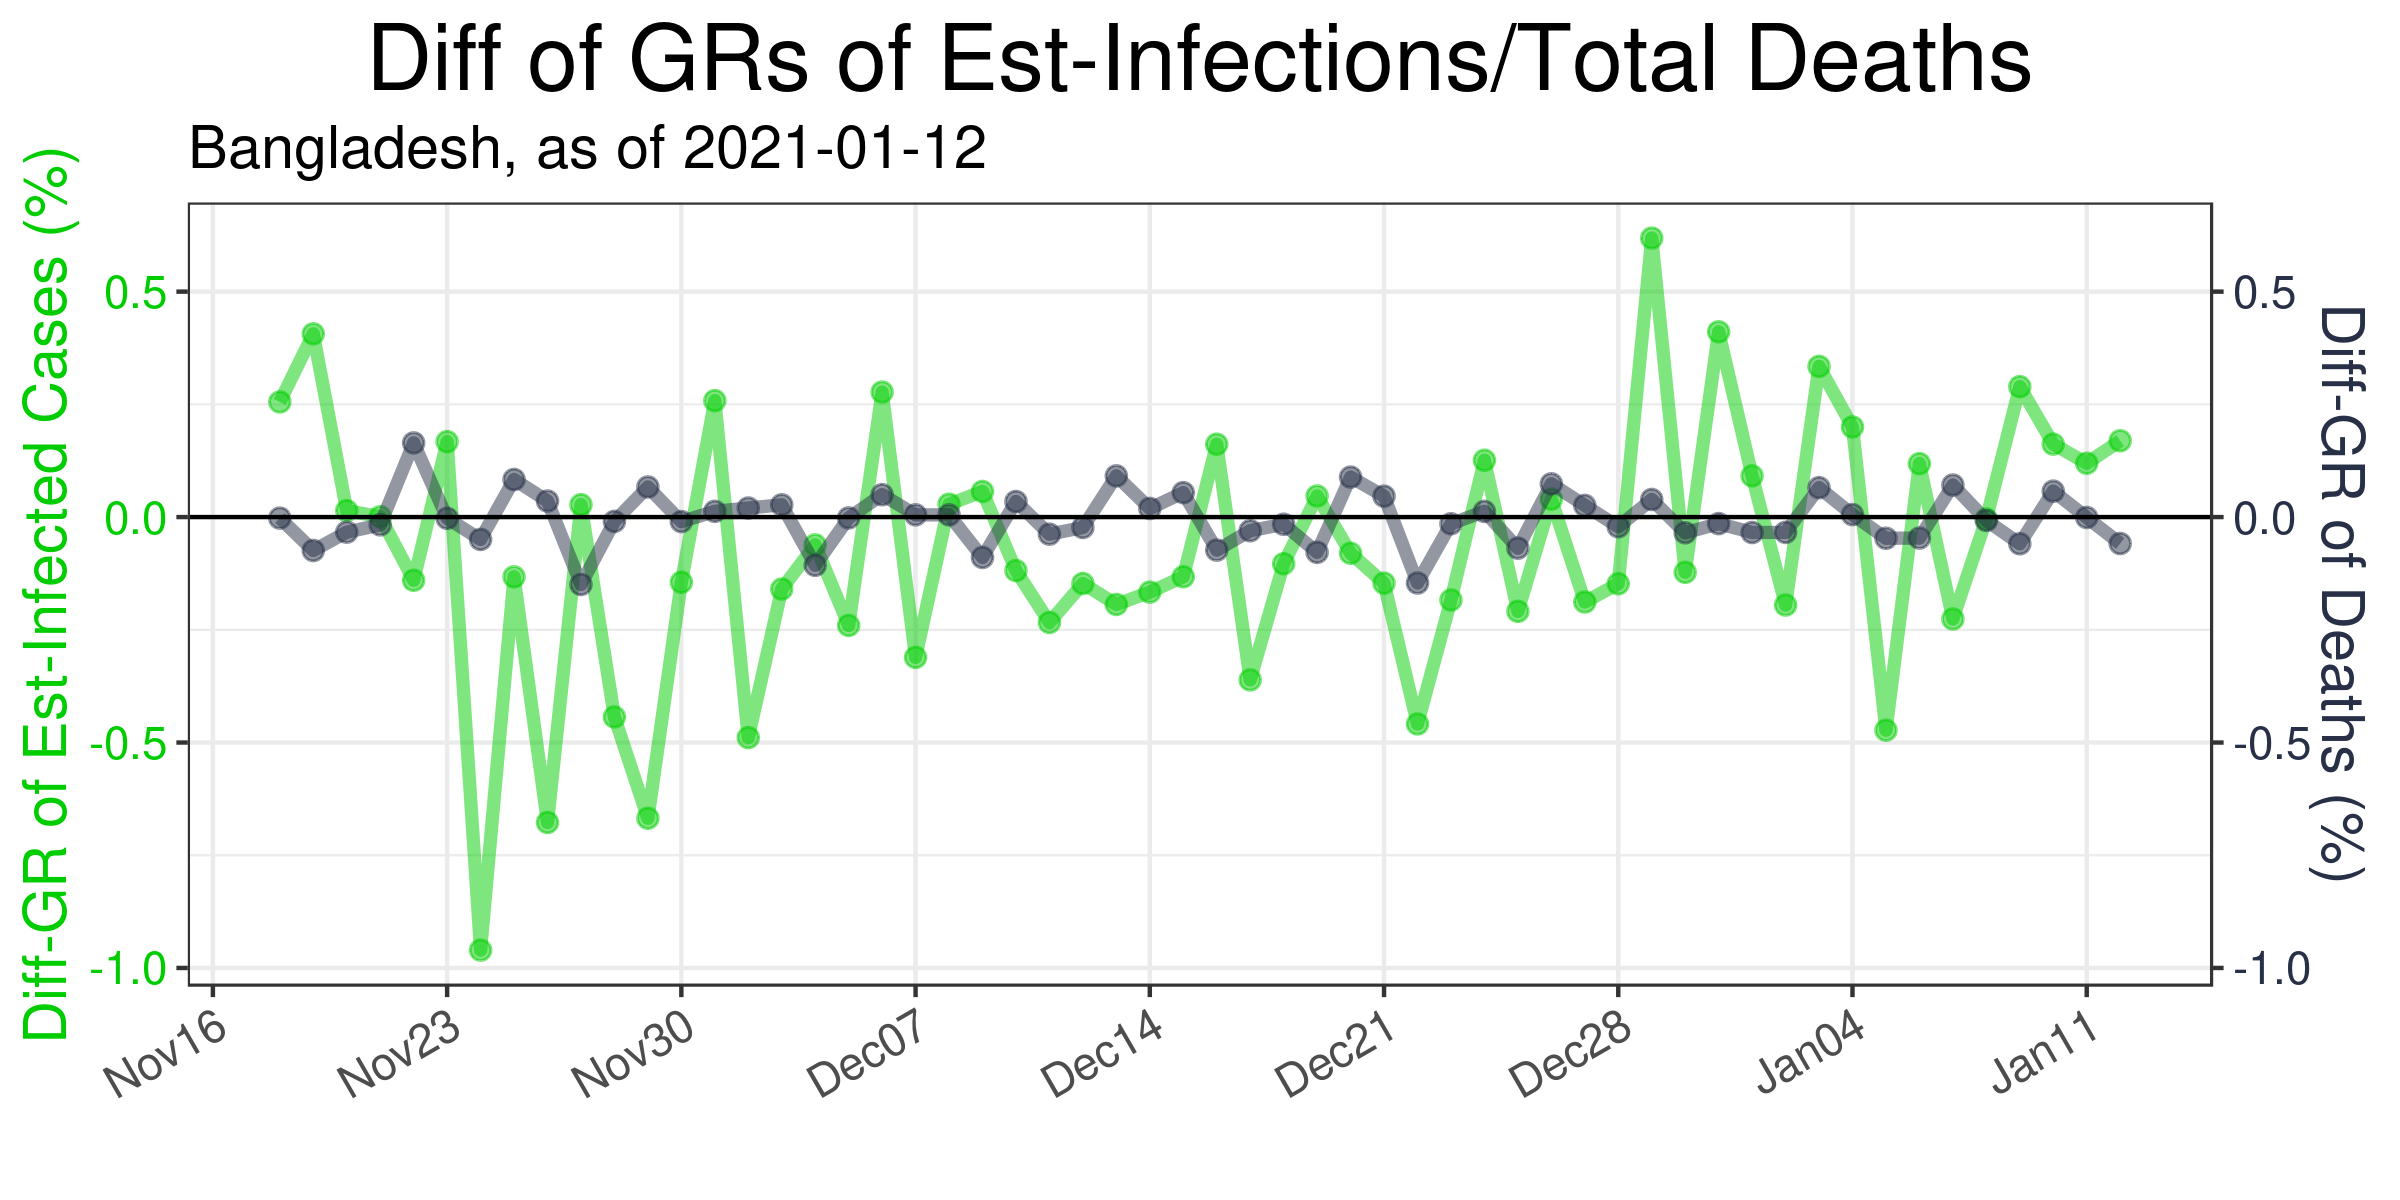 Diff of GRs of Est-Infections/Total Deaths
Bangladesh, as of 2021-01-12
Diff-GR of Est-Infected Cases (%)
0.5
0.0
-0.5
-1.0
0.5
0.0
-0.5
-1.0
Diff-GR of Deaths (%)
Nov16
Nov23
Nov30
Dec07
Dec14
Dec21
Dec28
Jan04
Jan11